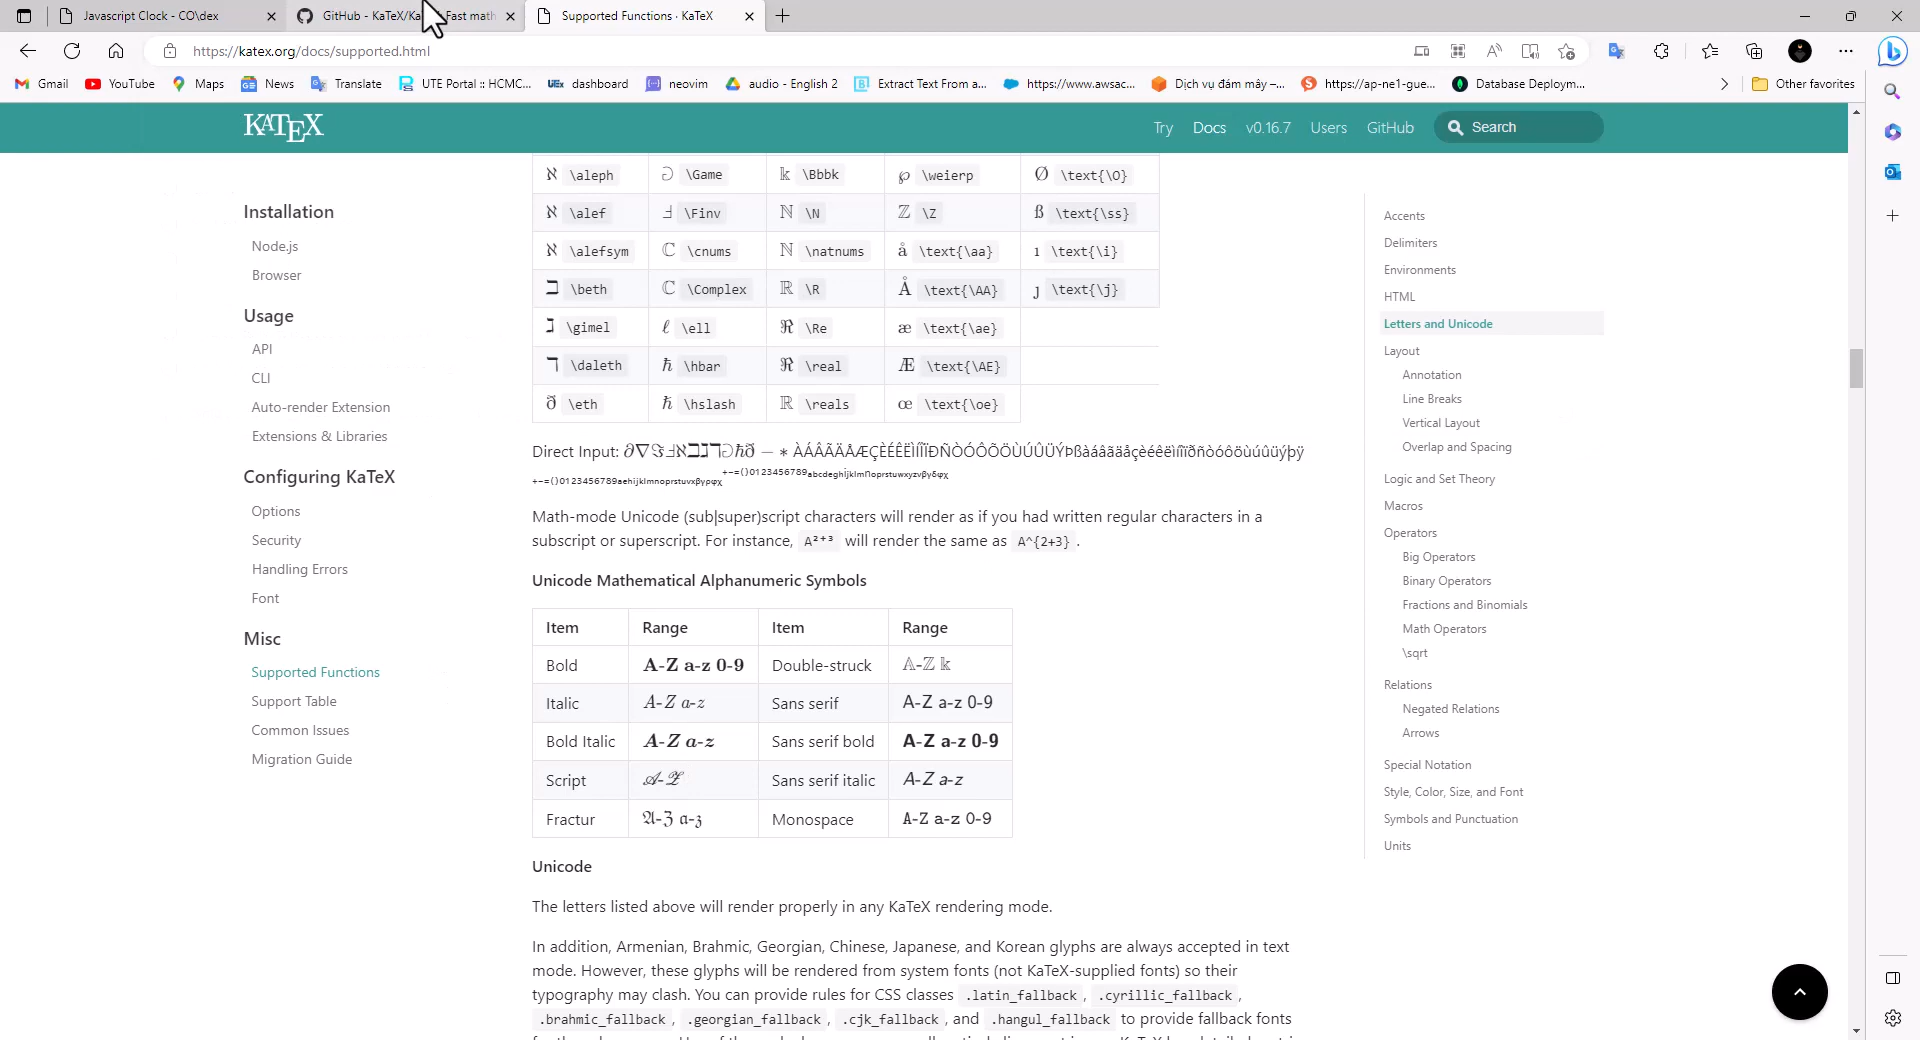 Javascript Clock - CO\dex
GitHub - KaTeX/Ka Fast math
Supported Functions · KaTeX
https://katex.org/docs/supported.html
Gmail YouTube Maps News Translate UTE Portal :: HCMC... dashboard neovim audio - English 2 Extract Text From a... https://www.awsac... Dịch vụ đám mây –... https://ap-ne1-gue... Database Deploym... Other favorites
KATEX
Try Docs v0.16.7 Users GitHub Search
Installation
Node.js
Browser
Usage
API
CLI
Auto-render Extension
Extensions & Libraries
Configuring KaTeX
Options
Security
Handling Errors
Font
Misc
Supported Functions
Support Table
Common Issues
Migration Guide
ℵ \aleph ⅁ \Game 𝕜 \Bbbk ℘ \weierp Ø \text{\O}
ℵ \alef Ⅎ \Finv ℕ \N ℤ \Z ß \text{\ss}
ℵ \alefsym ℂ \cnums ℕ \natnums å \text{\aa} ı \text{\i}
ℶ \beth ℂ \Complex ℝ \R Å \text{\AA} ȷ \text{\j}
ℷ \gimel ℓ \ell ℜ \Re æ \text{\ae}
ℸ \daleth ℏ \hbar ℜ \real Æ \text{\AE}
ð \eth ℏ \hslash ℝ \reals œ \text{\oe}
Direct Input: ∂∇ℑℲℵℶℷℸ⅁ℏð − ∗ ÀÁÂÃÄÅÆÇÈÉÊËÌÍÎÏÐÑÒÓÔÕÖÙÚÛÜÝÞßàáâãäåçèéêëìíîïðñòóôöùúûüýþÿ
₊₋₌₍₎₀₁₂₃₄₅₆₇₈₉ₐₑₕᵢⱼₖₗₘₙₒₚᵣₛₜᵤᵥₓᵦᵧᵨᵩᵪ⁺⁻⁼⁽⁾⁰¹²³⁴⁵⁶⁷⁸⁹ᵃᵇᶜᵈᵉᵍʰⁱʲᵏˡᵐⁿᵒᵖʳˢᵗᵘʷˣʸᶻᵛᵝᵞᵟᵠᵡ
Math-mode Unicode (sub|super)script characters will render as if you had written regular characters in a
subscript or superscript. For instance, A²⁺³ will render the same as A^{2+3} .
Unicode Mathematical Alphanumeric Symbols
Item Range Item Range
Bold A-Z a-z 0-9 Double-struck 𝔸-ℤ 𝕜
Italic A-Z a-z Sans serif A-Z a-z 0-9
Bold Italic A-Z a-z Sans serif bold A-Z a-z 0-9
Script 𝒜-𝒵 Sans serif italic A-Z a-z
Fractur 𝔄-ℨ 𝔞-𝔷 Monospace A-Z a-z 0-9
Unicode
The letters listed above will render properly in any KaTeX rendering mode.
In addition, Armenian, Brahmic, Georgian, Chinese, Japanese, and Korean glyphs are always accepted in text
mode. However, these glyphs will be rendered from system fonts (not KaTeX-supplied fonts) so their
typography may clash. You can provide rules for CSS classes .latin_fallback , .cyrillic_fallback ,
.brahmic_fallback , .georgian_fallback , .cjk_fallback , and .hangul_fallback to provide fallback fonts
Accents
Delimiters
Environments
HTML
Letters and Unicode
Layout
Annotation
Line Breaks
Vertical Layout
Overlap and Spacing
Logic and Set Theory
Macros
Operators
Big Operators
Binary Operators
Fractions and Binomials
Math Operators
\sqrt
Relations
Negated Relations
Arrows
Special Notation
Style, Color, Size, and Font
Symbols and Punctuation
Units